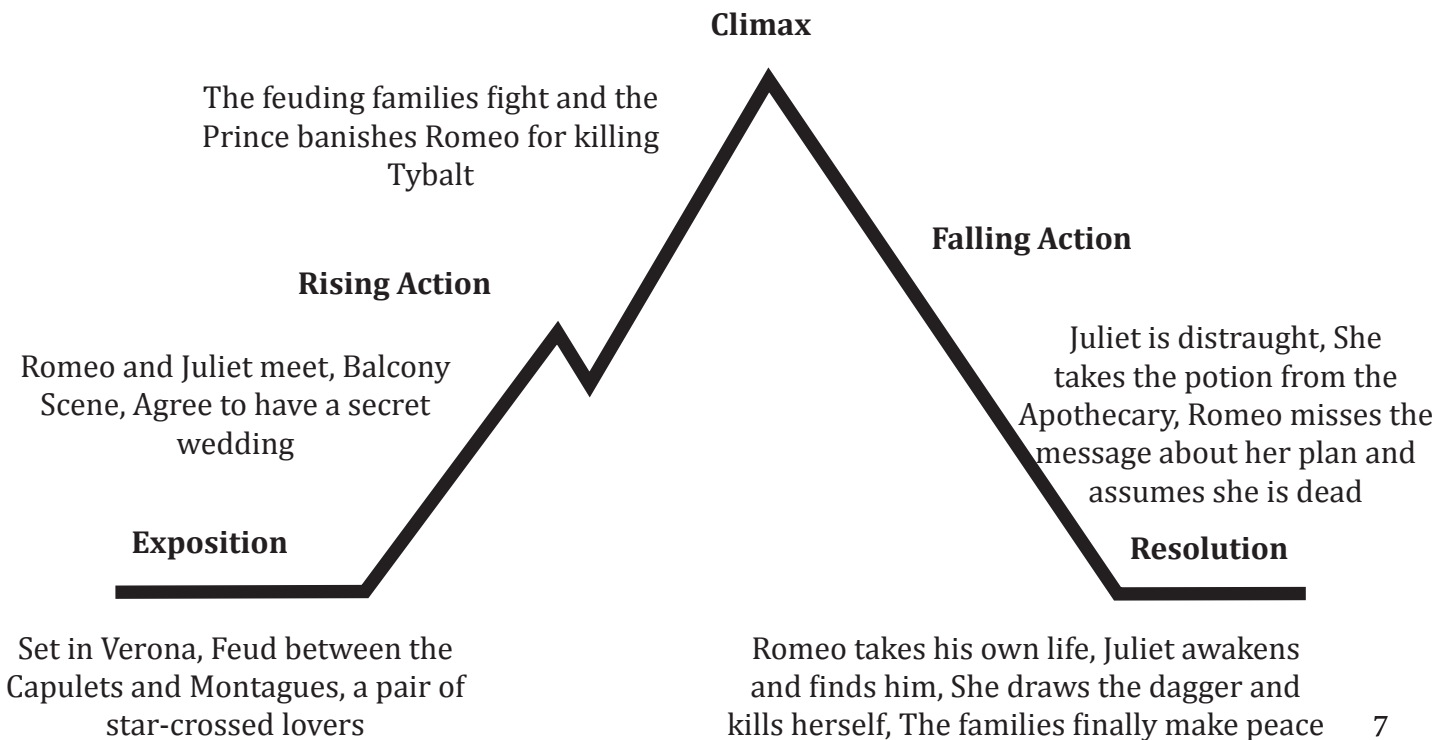 Climax
The feuding families fight and the
Prince banishes Romeo for killing
Tybalt
Falling Action
Rising Action
Juliet is distraught, She
takes the potion from the
Apothecary, Romeo misses the
message about her plan and
assumes she is dead
Romeo and Juliet meet, Balcony
Scene, Agree to have a secret
wedding
Exposition
Resolution
Set in Verona, Feud between the
Capulets and Montagues, a pair of
star-crossed lovers
Romeo takes his own life, Juliet awakens
and finds him, She draws the dagger and
kills herself, The families finally make peace
7